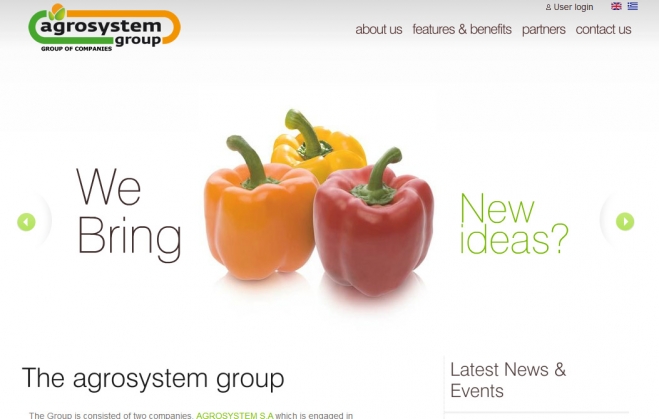 agrosystem
group
GROUP OF COMPANIES
User login
about us features & benefits partners contact us
We
Bring
New
ideas?
The agrosystem group
Latest News &
Events
The Group is consisted of two companies, AGROSYSTEM S.A which is engaged in